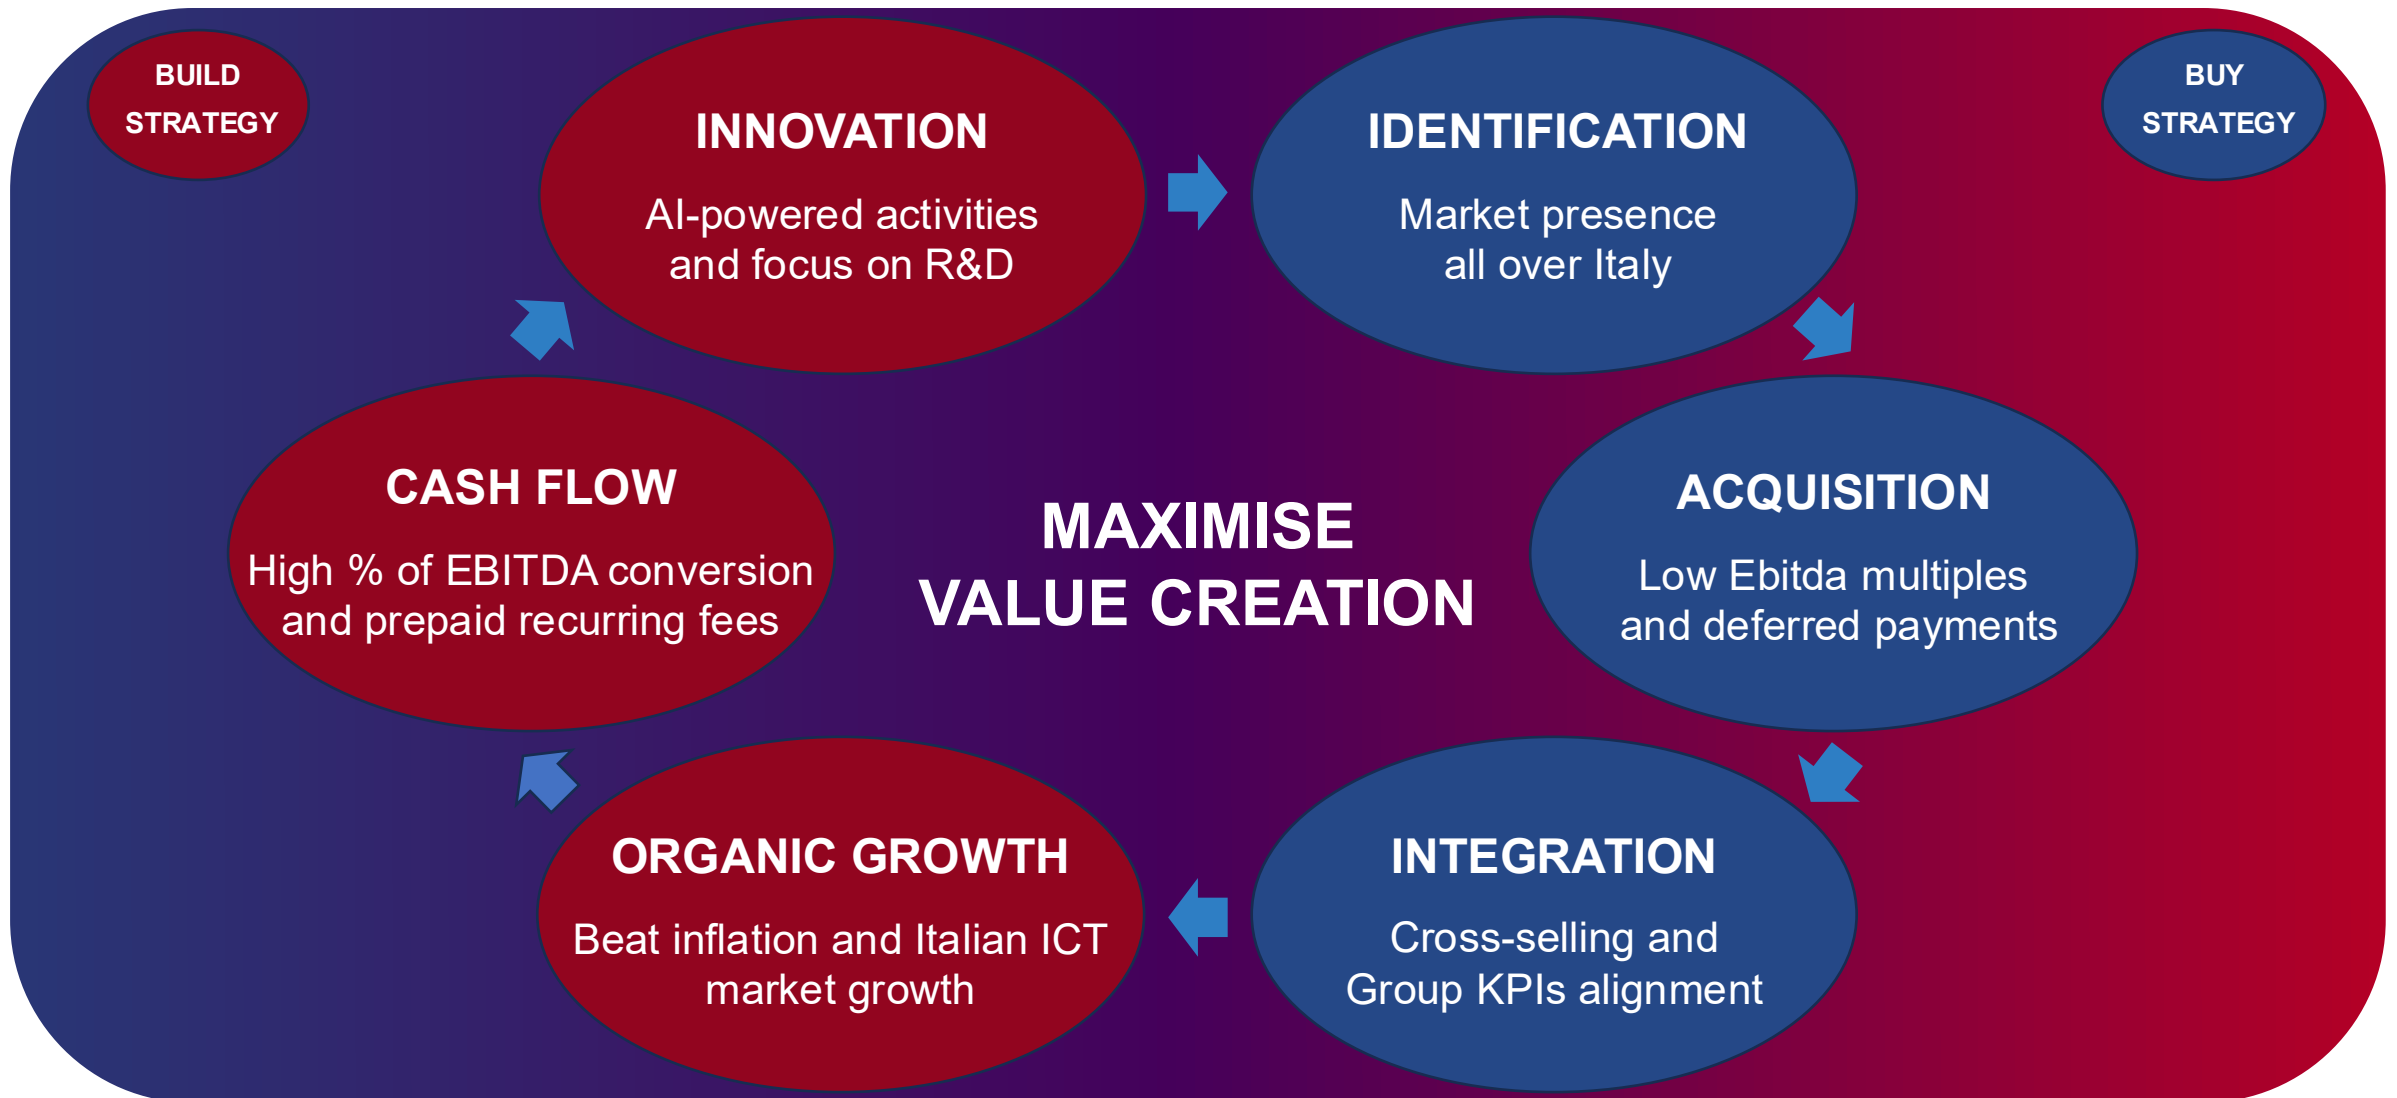 BUILD
STRATEGY
INNOVATION
AI-powered activities
and focus on R&D
IDENTIFICATION
Market presence
all over Italy
BUY
STRATEGY
CASH FLOW
High % of EBITDA conversion
and prepaid recurring fees
MAXIMISE
VALUE CREATION
ACQUISITION
Low Ebitda multiples
and deferred payments
ORGANIC GROWTH
Beat inflation and Italian ICT
market growth
INTEGRATION
Cross-selling and
Group KPIs alignment